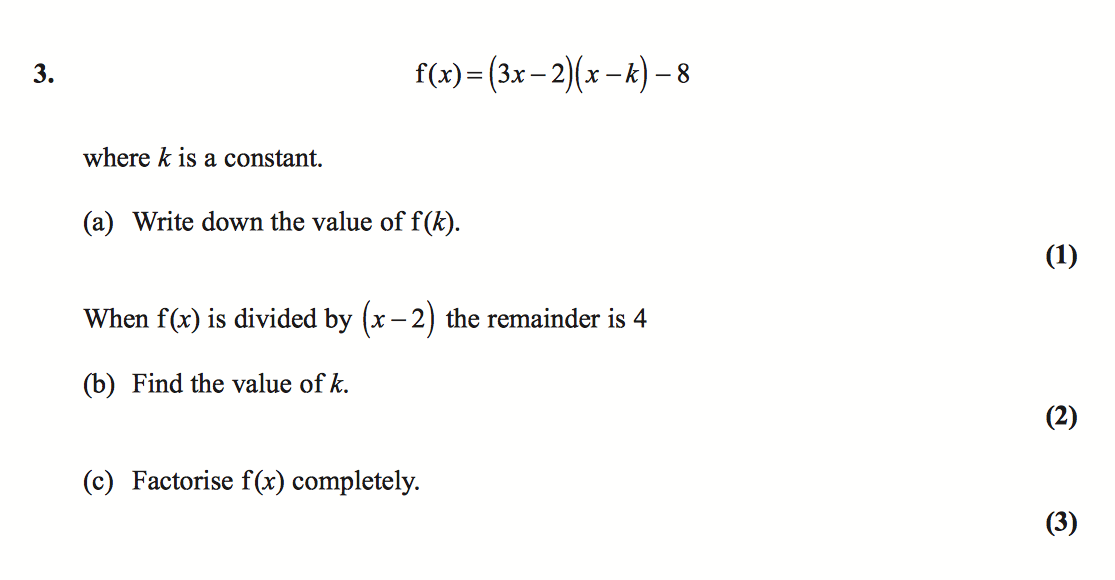 3. f(x) = (3x – 2)(x – k) – 8
where k is a constant.
(a) Write down the value of f(k).
(1)
When f(x) is divided by (x – 2) the remainder is 4
(b) Find the value of k.
(2)
(c) Factorise f(x) completely.
(3)